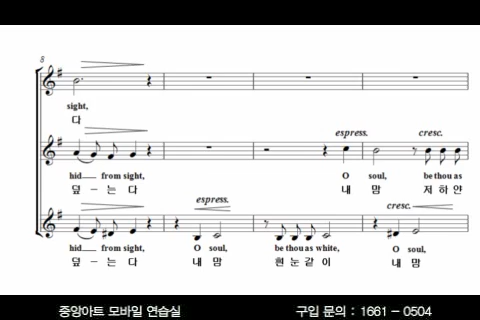 8
sight,
다
espress. cresc.
hid from sight, O soul, be thou as
덮 - 는 다 내 맘 저 하 얀
espress. cresc.
hid from sight, O soul, be thou as white, O soul,
덮 - 는 다 내 맘 흰 눈 같 이 내 맘
중앙아트 모바일 연습실 구입 문의 : 1661 - 0504